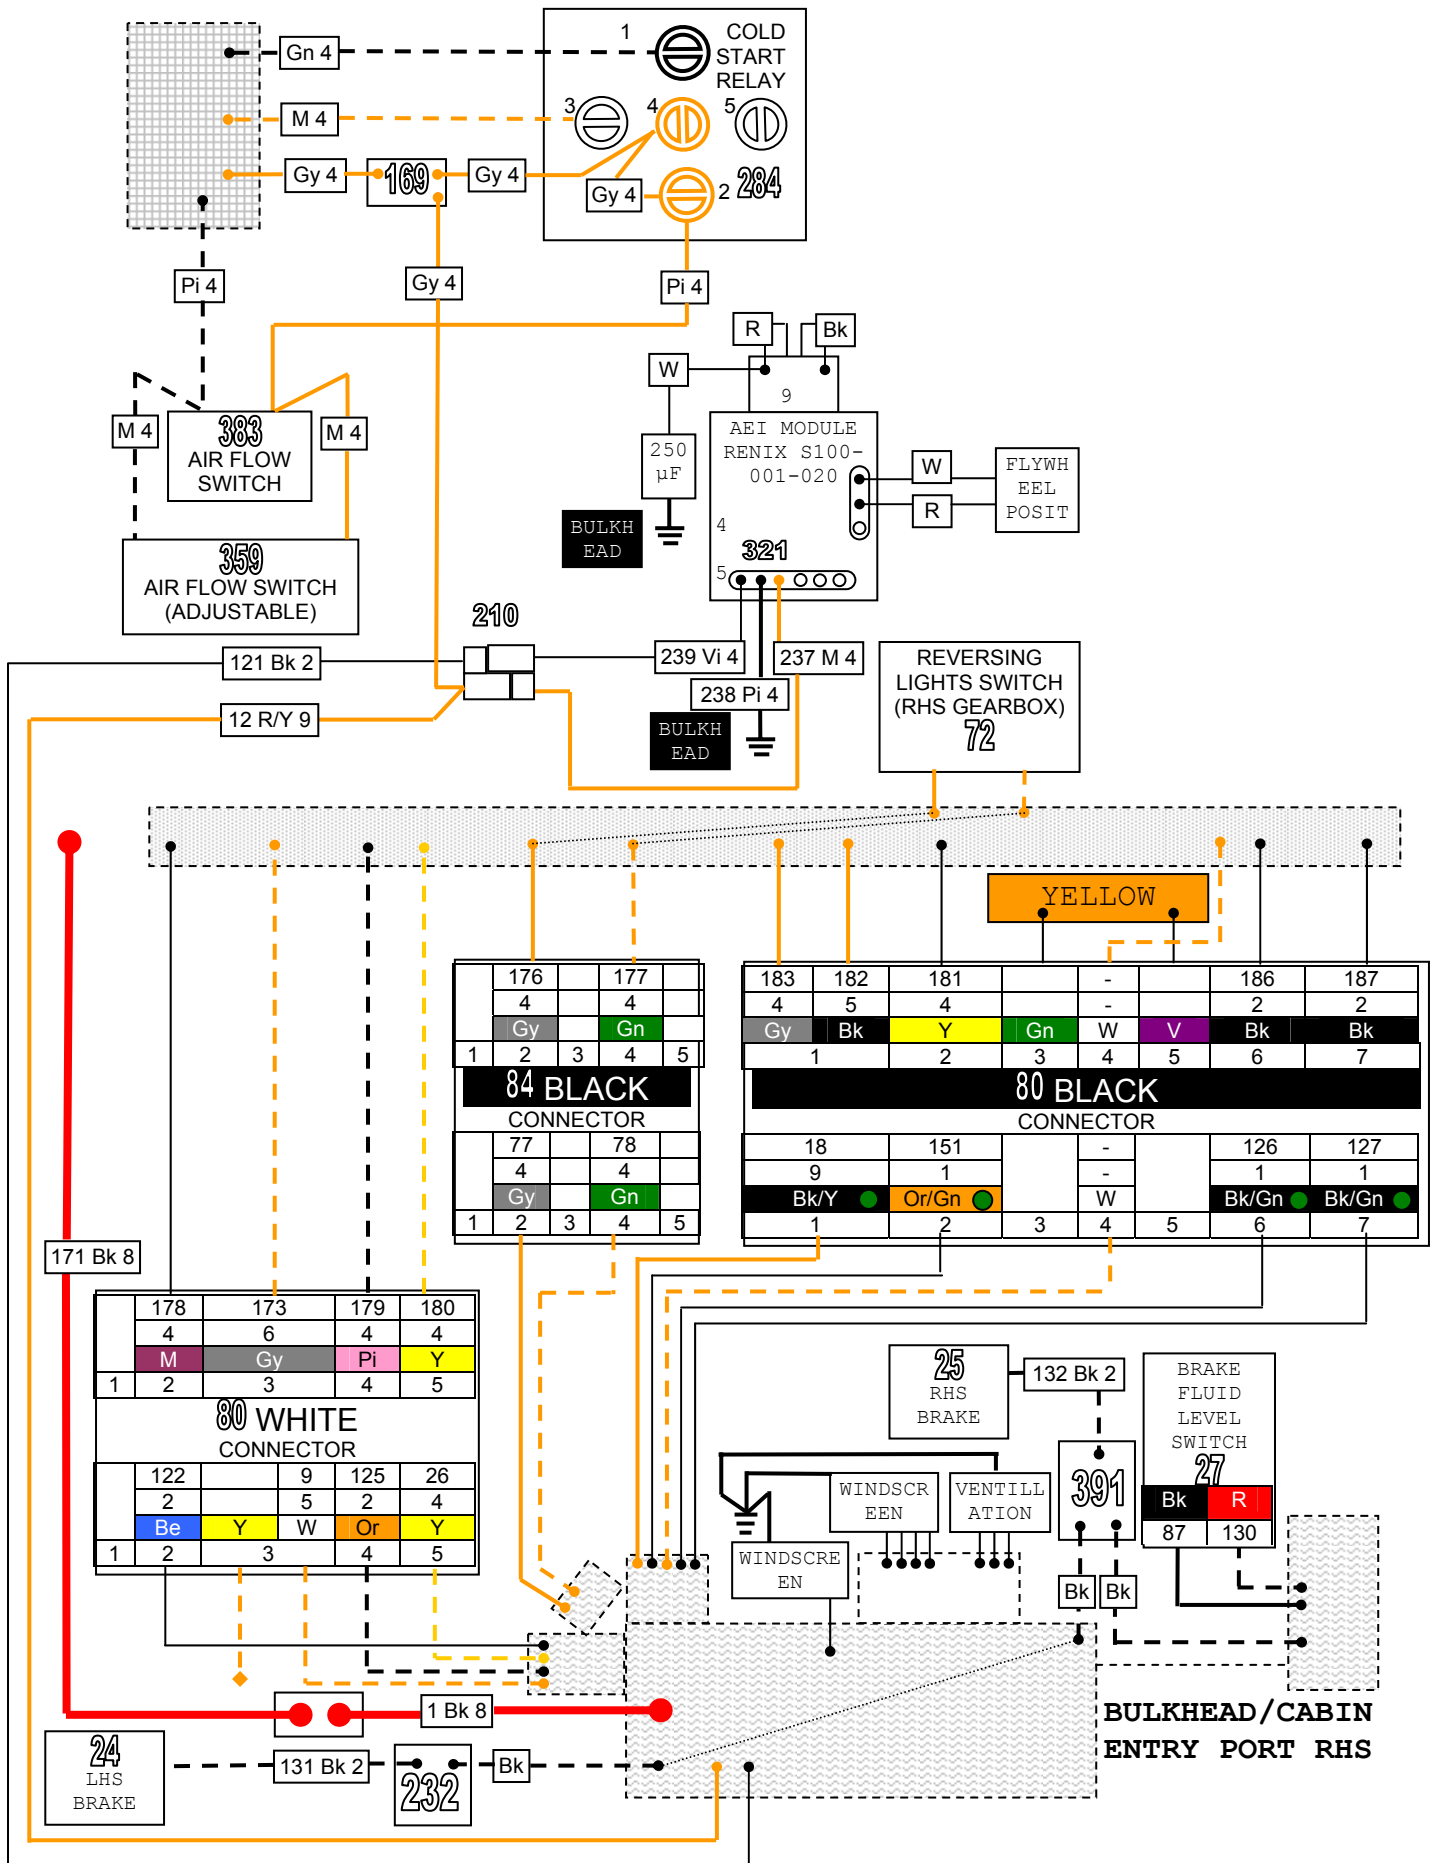 1
COLD
START
RELAY
Gn 4
3
4
5
M 4
Gy 4
169
Gy 4
Gy 4
2
284
Pi 4
Gy 4
Pi 4
R
Bk
W
9
M 4
383
AIR FLOW
SWITCH
M 4
250
µF
AEI MODULE
RENIX S100-
001-020
W
R
FLYWH
EEL
POSIT
BULKH
EAD
4
321
5
359
AIR FLOW SWITCH
(ADJUSTABLE)
210
121 Bk 2
239 Vi 4
237 M 4
238 Pi 4
12 R/Y 9
BULKH
EAD
REVERSING
LIGHTS SWITCH
(RHS GEARBOX)
72
YELLOW
176 177
4 4
Gy Gn
1 2 3 4 5
84 BLACK
CONNECTOR
77 78
4 4
Gy Gn
1 2 3 4 5
183 182 181 - 186 187
4 5 4 - 2 2
Gy Bk Y Gn W V Bk Bk
1 2 3 4 5 6 7
80 BLACK
CONNECTOR
18 151 - 126 127
9 1 - 1 1
Bk/Y Or/Gn W Bk/Gn Bk/Gn
1 2 3 4 5 6 7
171 Bk 8
178 173 179 180
4 6 4 4
M Gy Pi Y
1 2 3 4 5
80 WHITE
CONNECTOR
122 9 125 26
2 5 2 4
Be Y W Or Y
1 2 3 4 5
25
RHS
BRAKE
132 Bk 2
BRAKE
FLUID
LEVEL
SWITCH
27
Bk R
87 130
391
WINDSCR
EEN
VENTILL
ATION
WINDSCRE
EN
Bk
Bk
1 Bk 8
BULKHEAD/CABIN
ENTRY PORT RHS
24
LHS
BRAKE
131 Bk 2
232
Bk